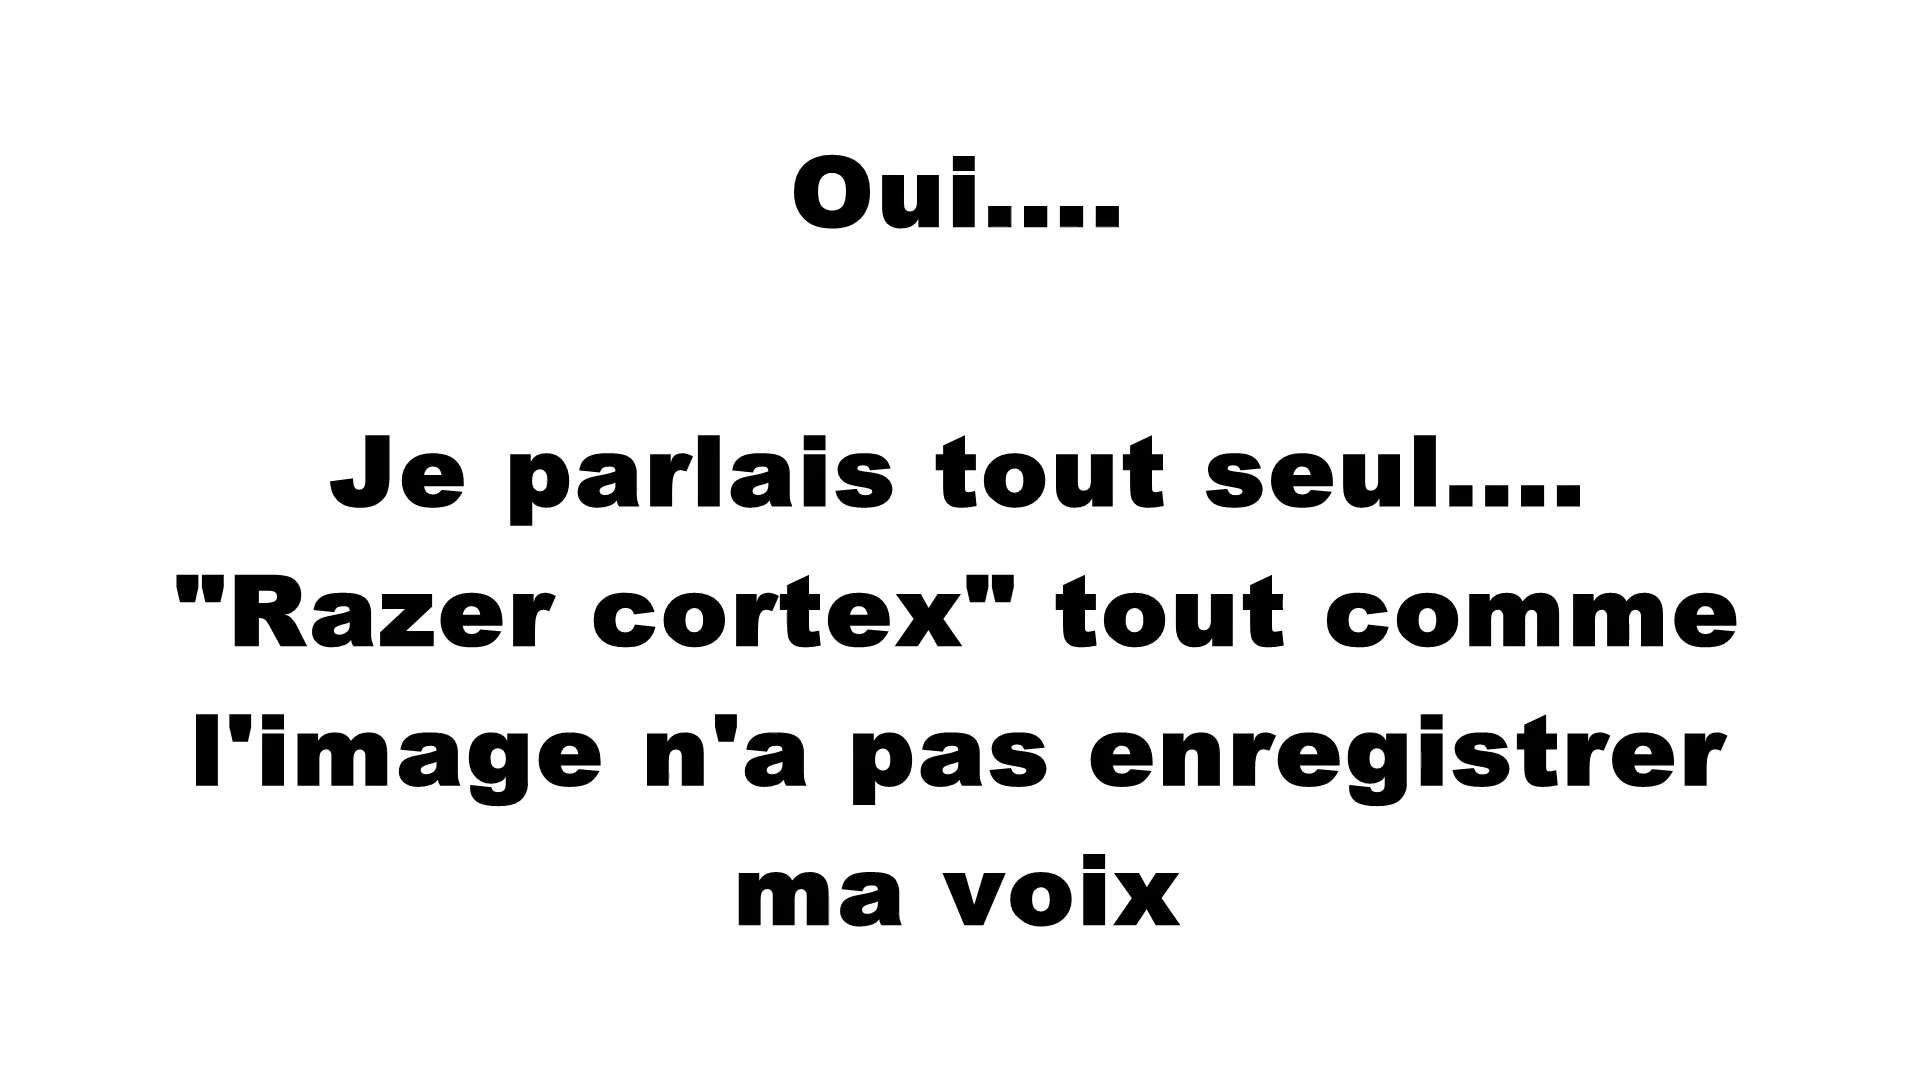 Oui....
Je parlais tout seul....
"Razer cortex" tout comme
l'image n'a pas enregistrer
ma voix